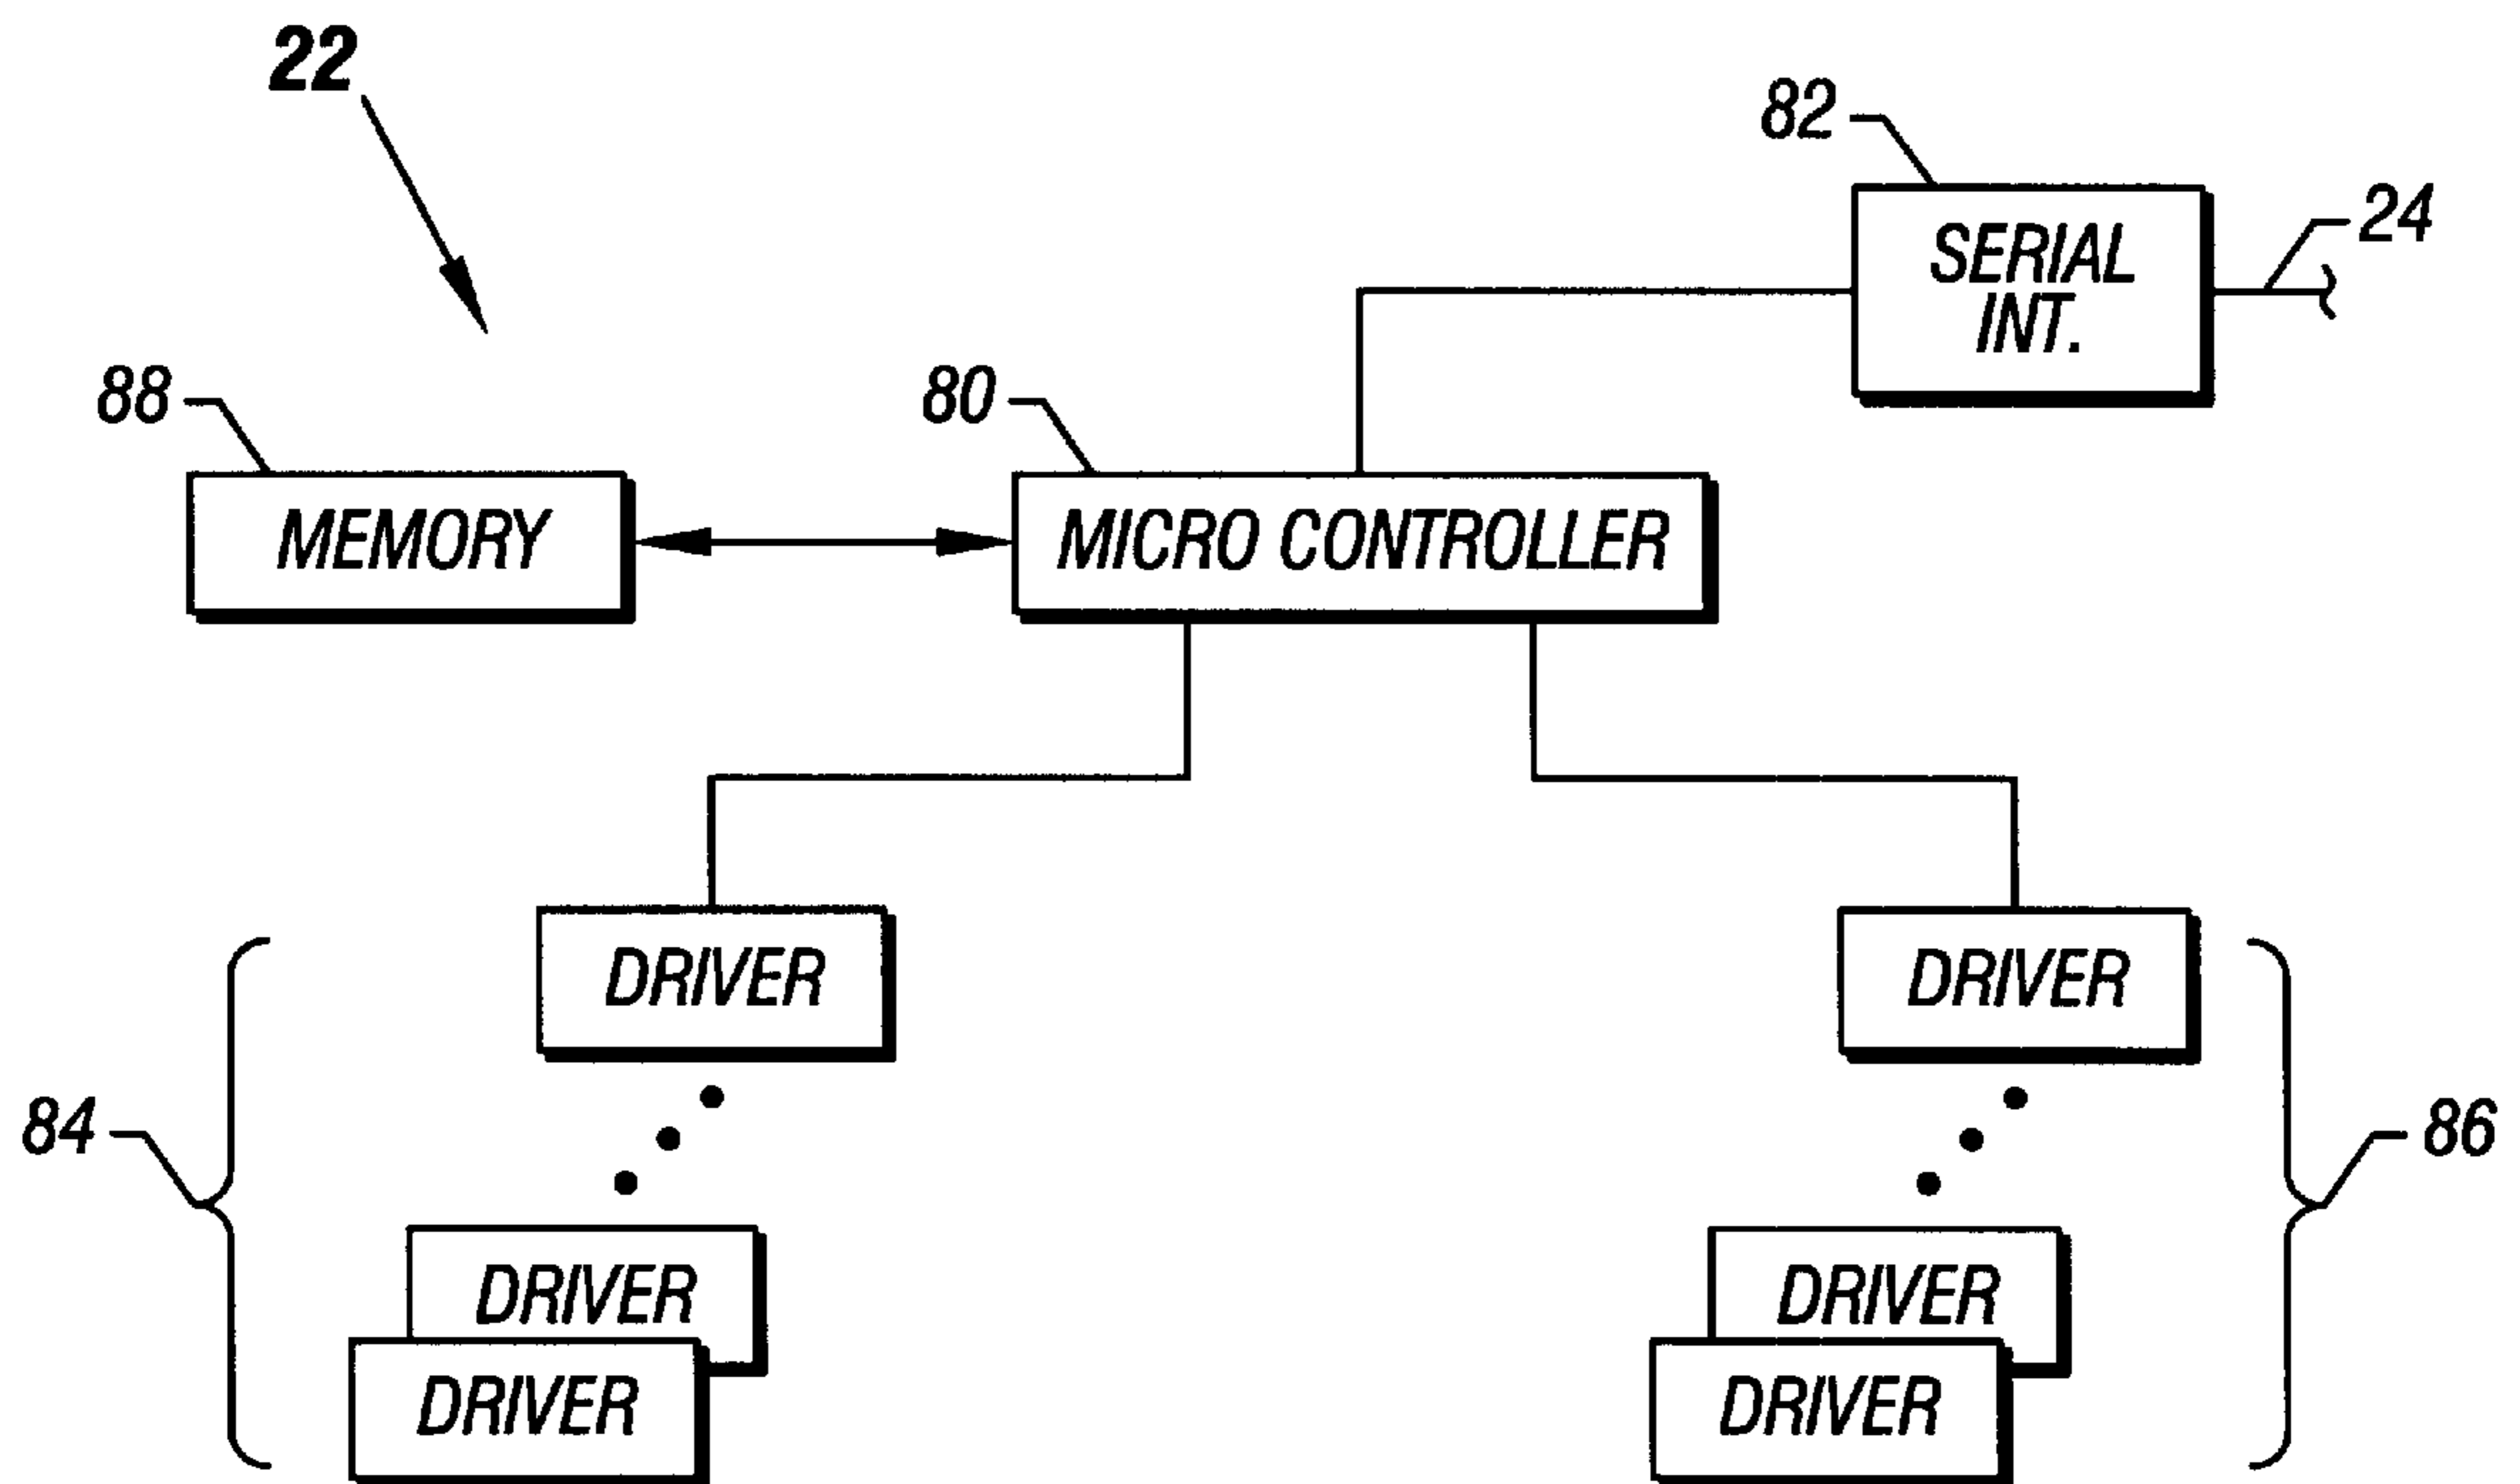 22
82
SERIAL
INT.
24
88
80
MEMORY
MICRO CONTROLLER
DRIVER
DRIVER
84
86
DRIVER
DRIVER
DRIVER
DRIVER